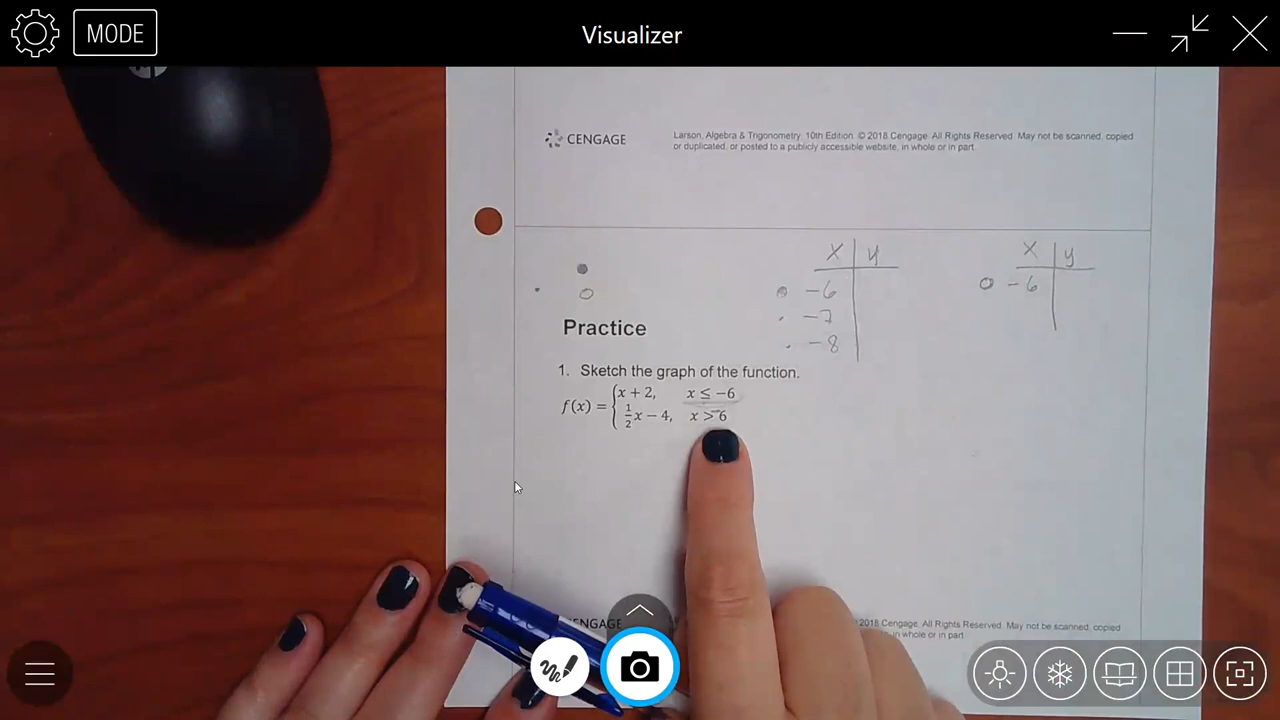 MODE
Visualizer
CENGAGE
Larson, Algebra & Trigonometry, 10th Edition. © 2018 Cengage. All Rights Reserved. May not be scanned, copied
or duplicated, or posted to a publicly accessible website, in whole or in part.
x | y
-6
-7
-8
x | y
-6
Practice
1. Sketch the graph of the function.
f(x) = { x + 2, x ≤ -6
1/2 x - 4, x > -6
ENGAGE
2018 Cengage. All Rights Reserved. May not be scanned, copied
in whole or in part